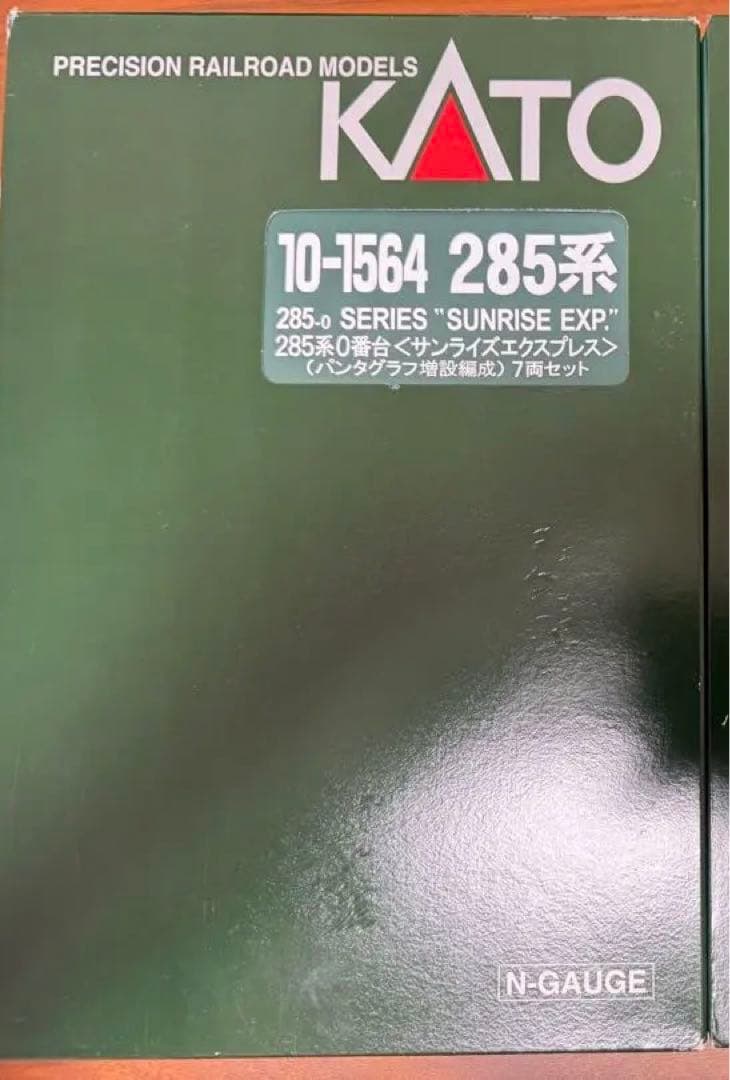 PRECISION RAILROAD MODELS
KATO
10-1564 285系
285-0 SERIES "SUNRISE EXP."
285系0番台<サンライズエクスプレス>
(パンタグラフ増設編成) 7両セット
N-GAUGE